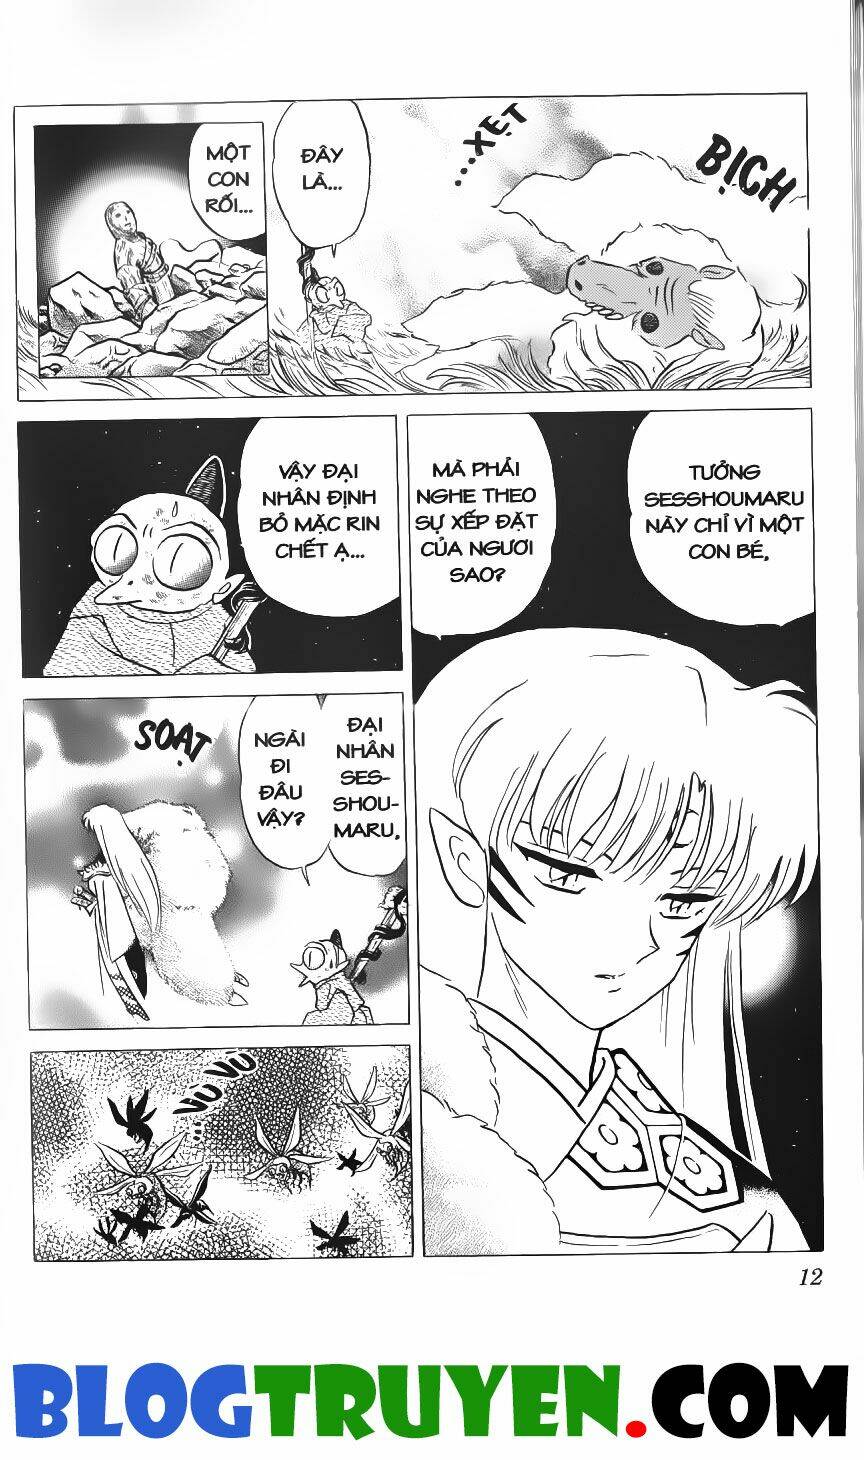 BỊCH
...XẸT
ĐÂY
LÀ...
MỘT
CON
RỐI...
TƯỞNG
SESSHOUMARU
NÀY CHỈ VÌ MỘT
CON BÉ,
MÀ PHẢI
NGHE THEO
SỰ XẾP ĐẶT
CỦA NGƯƠI
SAO?
VẬY ĐẠI
NHÂN ĐỊNH
BỎ MẶC RIN
CHẾT Ạ...
ĐẠI
NHÂN
SES-
SHOU-
MARU,
NGÀI
ĐI
ĐÂU
VẬY?
SOẠT
...VÙ VU
12
BLOGTRUYEN.COM